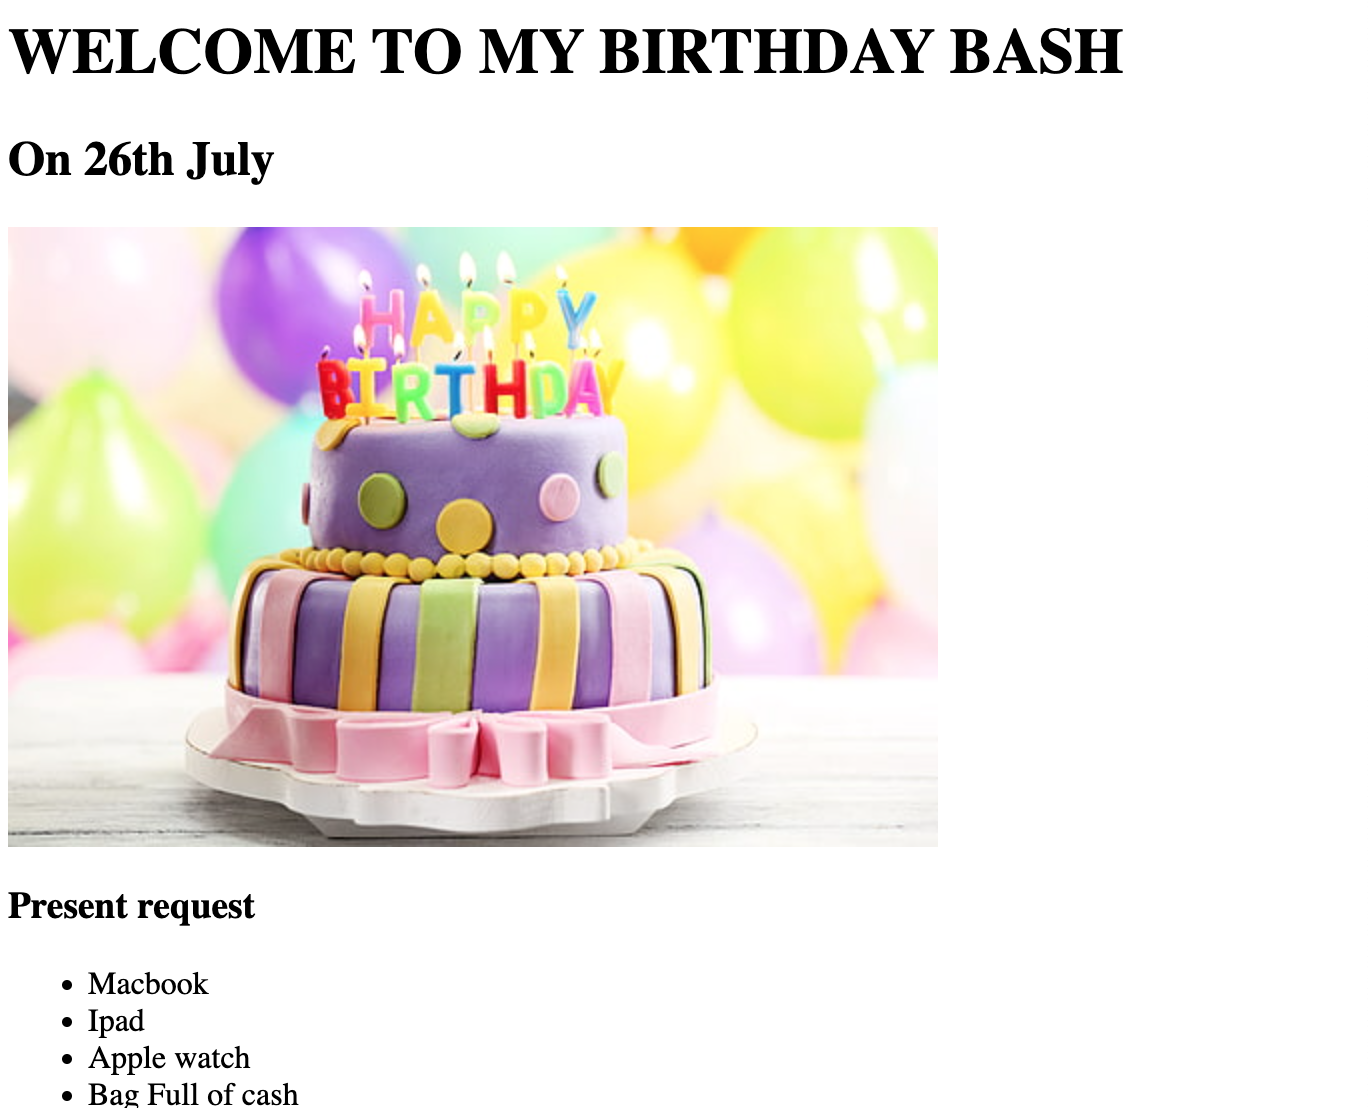 WELCOME TO MY BIRTHDAY BASH
On 26th July
HAPPY
BIRTHDAY
Present request
Macbook
Ipad
Apple watch
Bag Full of cash